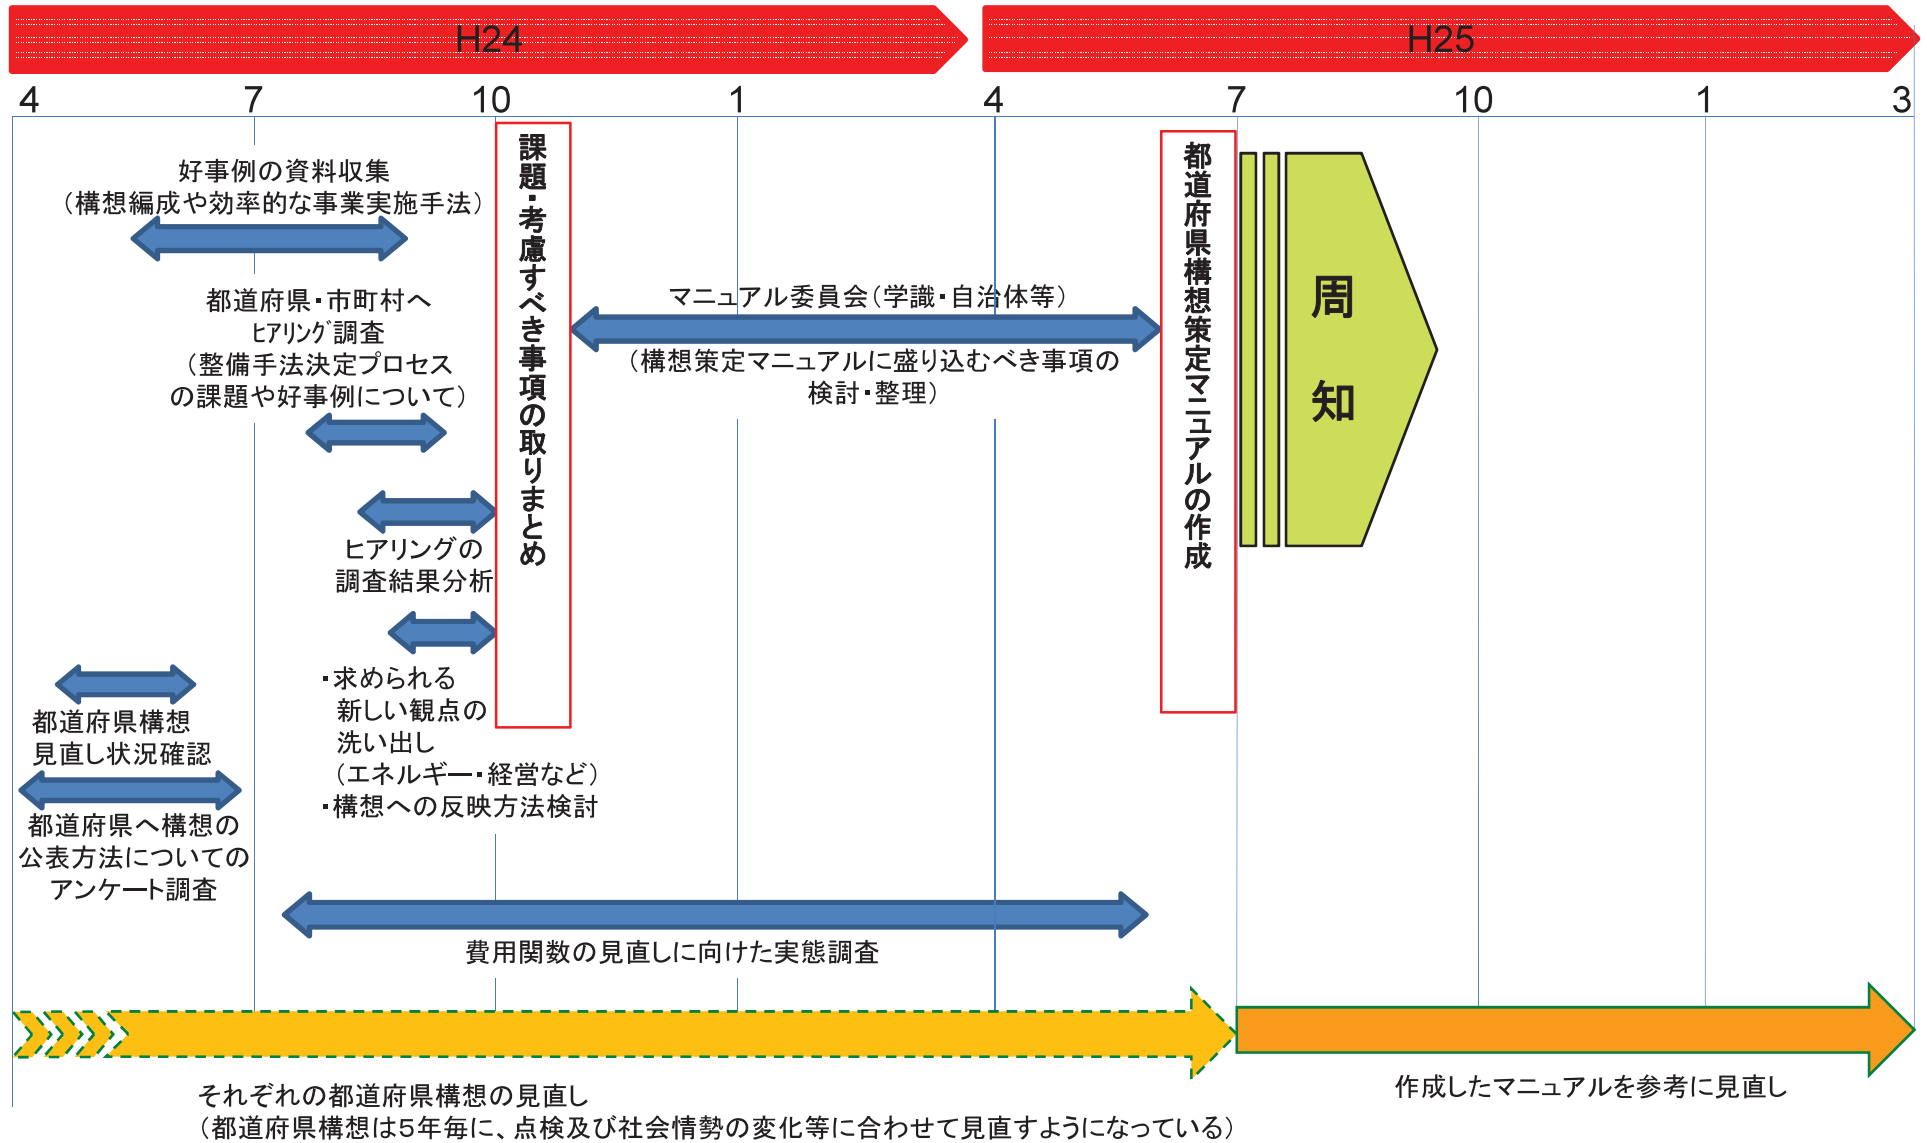 H24
H25
4
7
10
1
4
7
10
1
3
好事例の資料収集
(構想編成や効率的な事業実施手法)
都道府県・市町村へ
ﾋｱﾘﾝｸﾞ調査
(整備手法決定プロセス
の課題や好事例について)
ヒアリングの
調査結果分析
・求められる
新しい観点の
洗い出し
(エネルギー・経営など)
・構想への反映方法検討
都道府県構想
見直し状況確認
都道府県へ構想の
公表方法についての
アンケート調査
課題・考慮すべき事項の取りまとめ
マニュアル委員会(学識・自治体等)
(構想策定マニュアルに盛り込むべき事項の
検討・整理)
都道府県構想策定マニュアルの作成
周
知
費用関数の見直しに向けた実態調査
それぞれの都道府県構想の見直し
(都道府県構想は5年毎に、点検及び社会情勢の変化等に合わせて見直すようになっている)
作成したマニュアルを参考に見直し